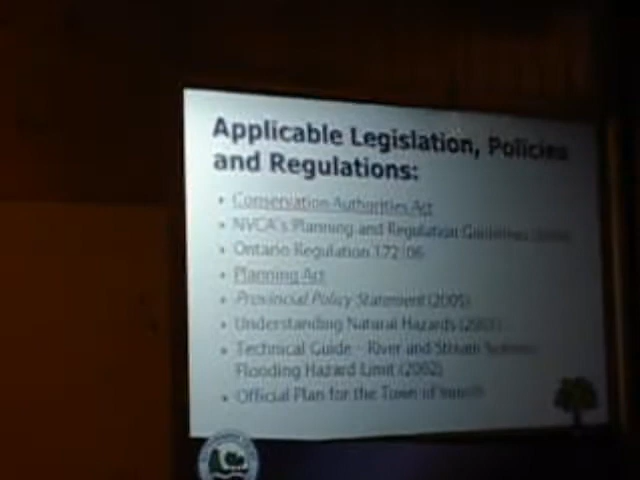 Applicable Legislation, Policies
and Regulations:
• Conservation Authorities Act
• NVCA's Planning and Regulation Guidelines
• Ontario Regulation 172/06
• Planning Act
• Provincial Policy Statement (2005)
• Understanding Natural Hazards
• Technical Guide – River and Stream Systems:
Flooding Hazard Limit (2002)
• Official Plan for the Town of